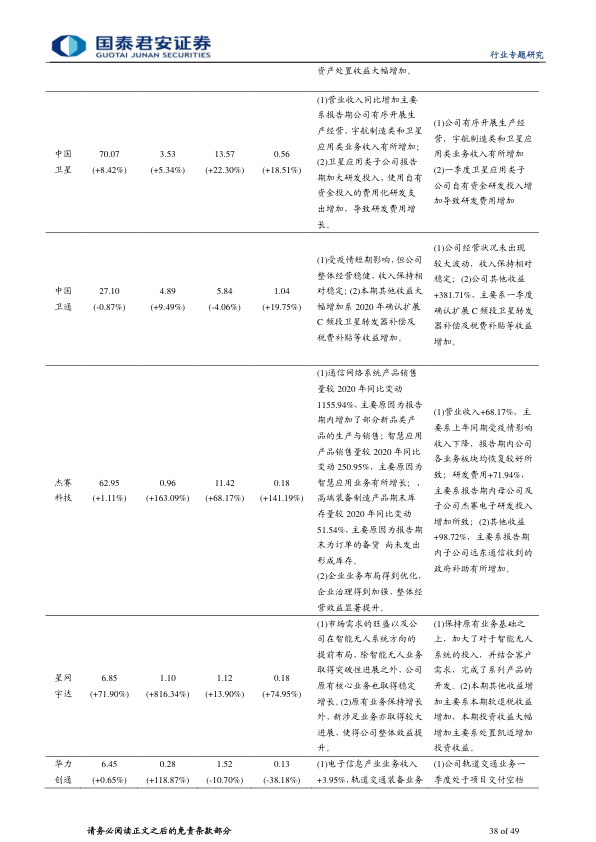 国泰君安证券
GUOTAI JUNAN SECURITIES
行业专题研究
资产处置收益大幅增加。
中国
卫星
70.07
(+8.42%)
3.53
(+5.34%)
13.57
(+22.30%)
0.56
(+18.51%)
(1)营业收入同比增加主要
系报告期公司有序开展生
产经营，宇航制造类和卫星
应用类业务收入有所增加；
(2)卫星应用类子公司报告
期加大研发投入，使用自有
资金投入的费用化研发支
出增加，导致研发费用增
长。
(1)公司有序开展生产经
营，宇航制造类和卫星应
用类业务收入有所增加
(2)一季度卫星应用类子
公司自有资金研发投入增
加导致研发费用增加
中国
卫通
27.10
(-0.87%)
4.89
(+9.49%)
5.84
(-4.06%)
1.04
(+19.75%)
(1)受疫情短期影响，但公司
整体经营稳健，收入保持相
对稳定；(2)本期其他收益大
幅增加系 2020 年确认扩展
C 频段卫星转发器补偿及
税费补贴等收益增加。
(1)公司经营状况未出现
较大波动，收入保持相对
稳定；(2)公司其他收益
+381.71%，主要系一季度
确认扩展 C 频段卫星转发
器补偿及税费补贴等收益
增加。
杰赛
科技
62.95
(+1.11%)
0.96
(+163.09%)
11.42
(+68.17%)
0.18
(+141.19%)
(1)通信网络系统产品销售
量较 2020 年同比变动
1155.94%，主要原因为报告
期内增加了部分新品类产
品的生产与销售；智慧应用
产品销售量较 2020 年同比
变动 250.95%，主要原因为
智慧应用业务有所增长；、
高端装备制造产品期末库
存量较 2020 年同比变动
51.54%，主要原因为报告期
末为订单的备货 尚未发出
形成库存。
(2)企业业务布局得到优化，
企业治理得到加强，整体经
营效益显著提升。
(1)营业收入+68.17%，主
要系上年同期受疫情影响
收入下降，报告期内公司
各业务板块均恢复较好所
致；研发费用+71.94%，
主要系报告期内母公司及
子公司杰赛电子研发投入
增加所致；(2)其他收益
+98.72%，主要系报告期
内子公司远东通信收到的
政府补助有所增加。
星网
宇达
6.85
(+71.90%)
1.10
(+816.34%)
1.12
(+13.90%)
0.18
(+74.95%)
(1)市场需求的旺盛以及公
司在智能无人系统方向的
提前布局，除智能无人业务
取得突破性进展之外，公司
原有核心业务也取得稳定
增长。(2)原有业务保持增长
外，新涉足业务亦取得较大
进展，使得公司整体效益提
升。
(1)保持原有业务基础之
上，加大了对于智能无人
系统的投入，并结合客户
需求，完成了系列产品的
开发。(2)本期其他收益增
加主要系本期软退税收益
增加，本期投资收益大幅
增加主要系处置凯迈增加
投资收益。
华力
创通
6.45
(+0.65%)
0.28
(+118.87%)
1.52
(-10.70%)
0.13
(-38.18%)
(1)电子信息产业业务收入
+3.95%，轨道交通装备业务
(1)公司轨道交通业务一
季度处于项目交付空档
请务必阅读正文之后的免责条款部分
38 of 49